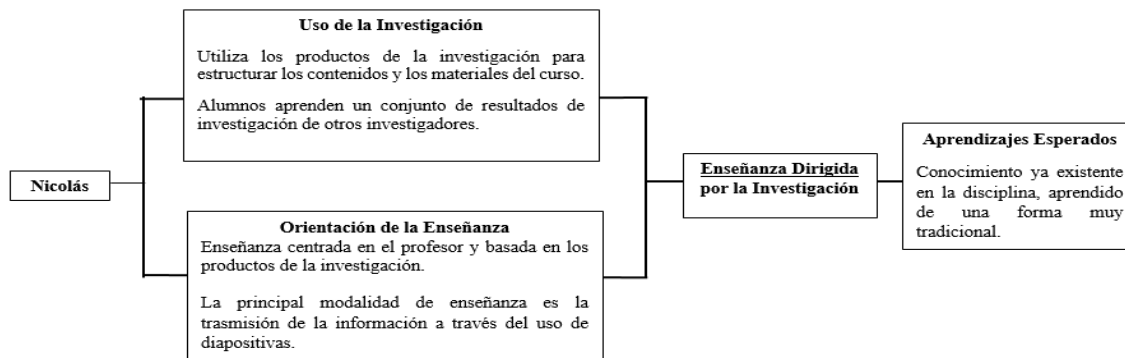 Uso de la Investigación
Utiliza los productos de la investigación para
estructurar los contenidos y los materiales del curso.
Alumnos aprenden un conjunto de resultados de
investigación de otros investigadores.
Nicolás
Orientación de la Enseñanza
Enseñanza centrada en el profesor y basada en los
productos de la investigación.
La principal modalidad de enseñanza es la
trasmisión de la información a través del uso de
diapositivas.
Enseñanza Dirigida
por la Investigación
Aprendizajes Esperados
Conocimiento ya existente
en la disciplina, aprendido
de una forma muy
tradicional.